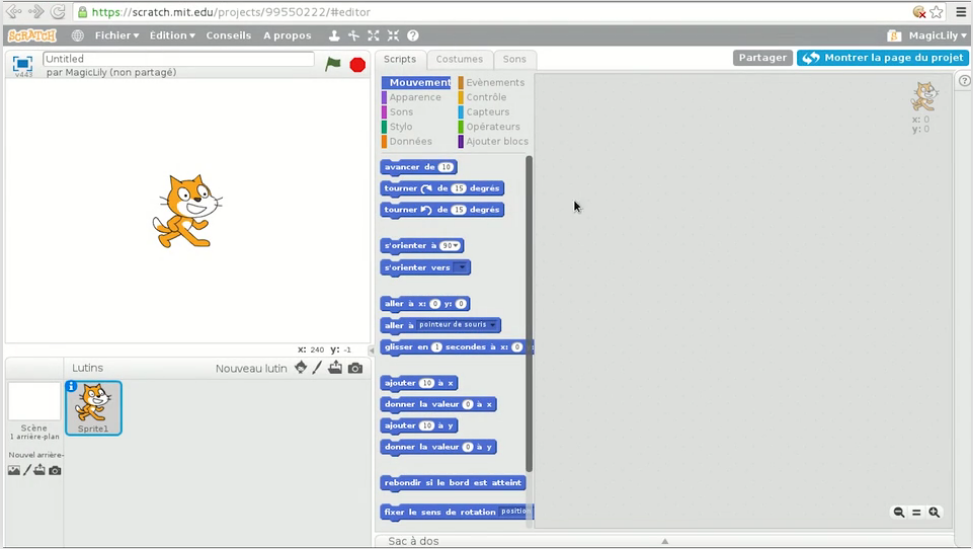 https://scratch.mit.edu/projects/99550222/#editor
SCRATCH Fichier Édition Conseils A propos MagicLily
Untitled
par MagicLily (non partagé)
Scripts Costumes Sons
Partager Montrer la page du projet
Mouvement Evènements
Apparence Contrôle
Sons Capteurs
Stylo Opérateurs
Données Ajouter blocs
x: 0
y: 0
avancer de 10
tourner de 15 degrés
tourner de 15 degrés
s'orienter à 90
s'orienter vers
aller à x: 0 y: 0
aller à pointeur de souris
glisser en 1 secondes à x: 0
ajouter 10 à x
donner la valeur 0 à x
ajouter 10 à y
donner la valeur 0 à y
rebondir si le bord est atteint
fixer le sens de rotation position
x: 240 y: -1
Lutins Nouveau lutin
Scène
1 arrière-plan
Sprite1
Nouvel arrière-
Sac à dos